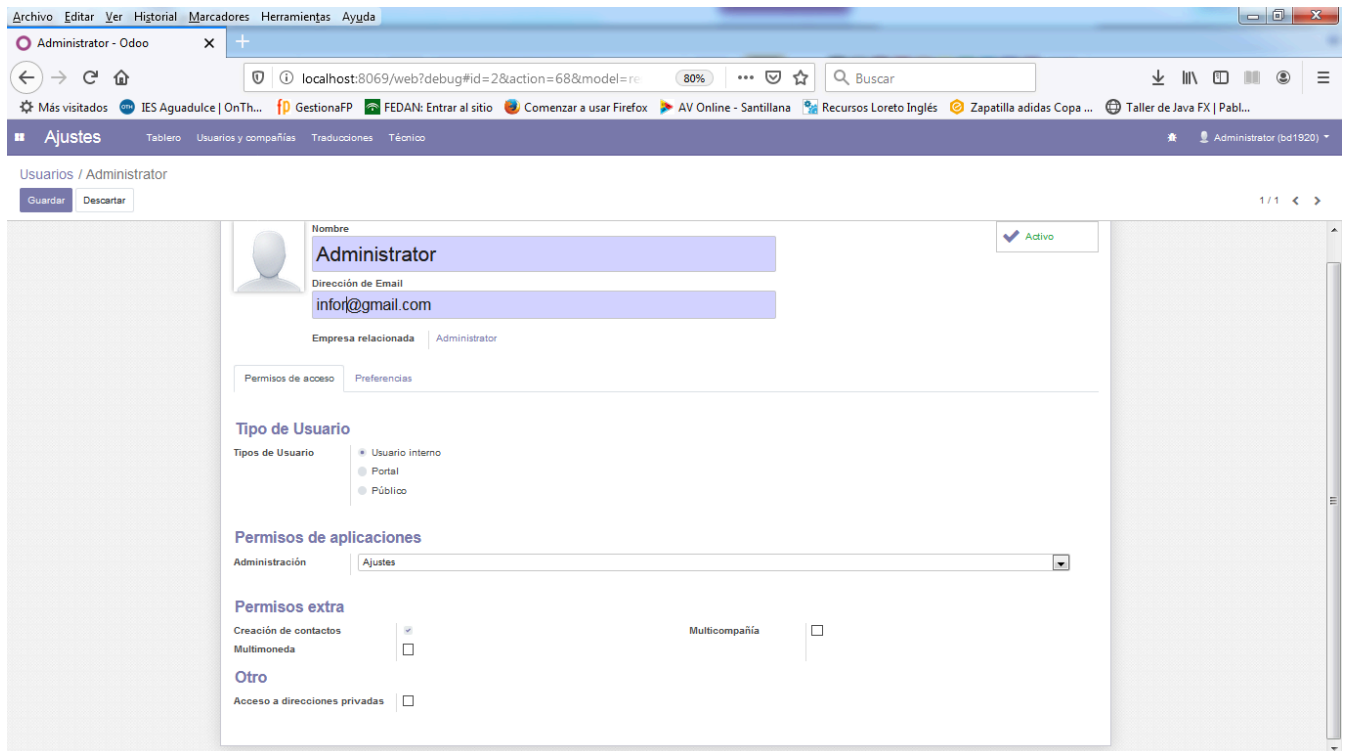 Archivo Editar Ver Historial Marcadores Herramientas Ayuda
Administrator - Odoo
localhost:8069/web?debug#id=2&action=68&model=re 80% Buscar
Más visitados IES Aguadulce | OnTh... GestionaFP FEDAN: Entrar al sitio Comenzar a usar Firefox AV Online - Santillana Recursos Loreto Inglés Zapatilla adidas Copa ... Taller de Java FX | Pabl...
Ajustes Tablero Usuarios y compañías Traducciones Técnico Administrator (bd1920)
Usuarios / Administrator
Guardar Descartar 1 / 1
Nombre
Activo
Administrator
Dirección de Email
infor@gmail.com
Empresa relacionada Administrator
Permisos de acceso Preferencias
Tipo de Usuario
Tipos de Usuario Usuario interno
Portal
Público
Permisos de aplicaciones
Administración Ajustes
Permisos extra
Creación de contactos Multicompañía
Multimoneda
Otro
Acceso a direcciones privadas